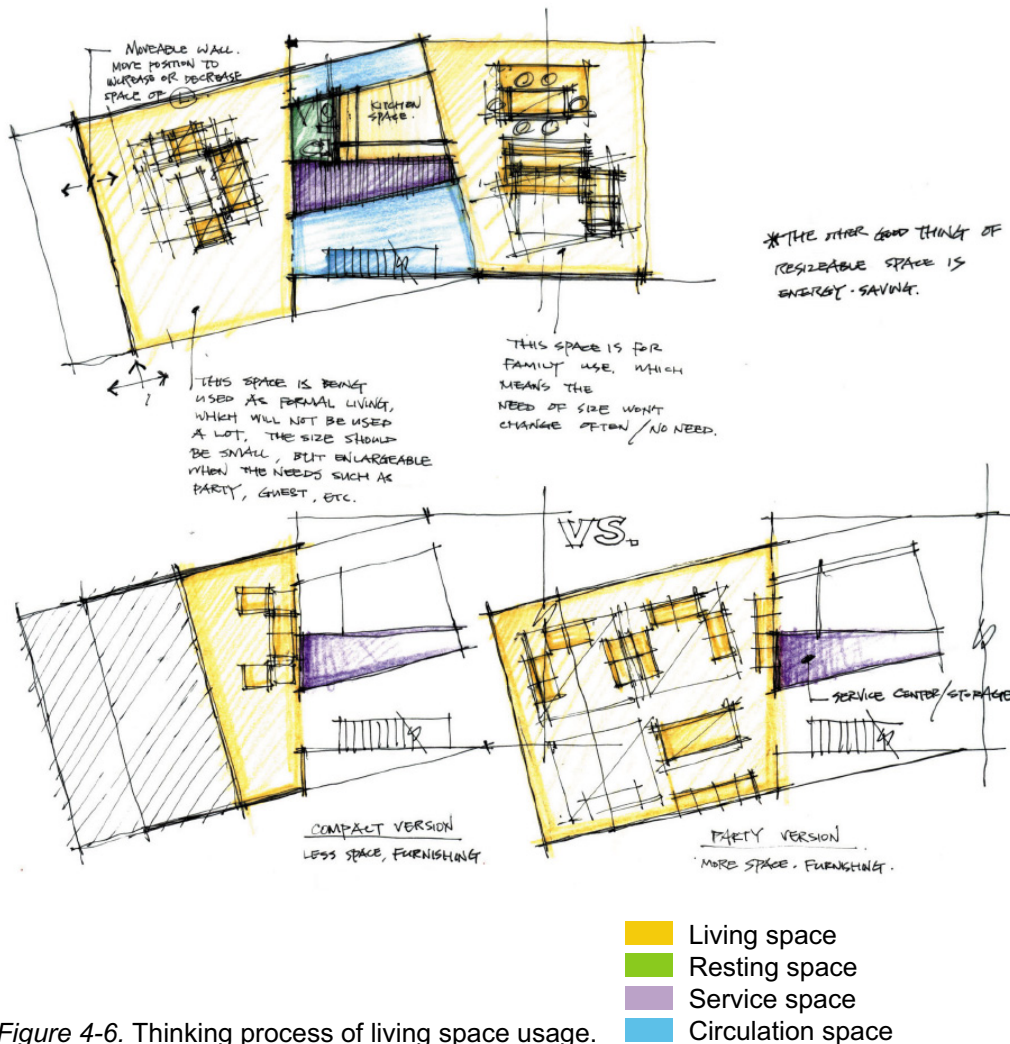 MOVEABLE WALL.
MOVE POSITION TO
INCREASE OR DECREASE
SPACE OF L
KITCHEN
SPACE.
*THE OTHER GOOD THING OF
RESIZEABLE SPACE IS
ENERGY-SAVING.
THIS SPACE IS BEING
USED AS FORMAL LIVING,
WHICH WILL NOT BE USED
A LOT, THE SIZE SHOULD
BE SMALL, BUT ENLARGEABLE
WHEN THE NEEDS SUCH AS
PARTY, GUEST, ETC.
THIS SPACE IS FOR
FAMILY USE. WHICH
MEANS THE
NEED OF SIZE WONT
CHANGE OFTEN / NO NEED.
VS.
SERVICE CENTER/STORAGE
COMPACT VERSION
LESS SPACE, FURNISHING.
PARTY VERSION
MORE SPACE. FURNISHING.
Living space
Resting space
Service space
Circulation space
Figure 4-6. Thinking process of living space usage.